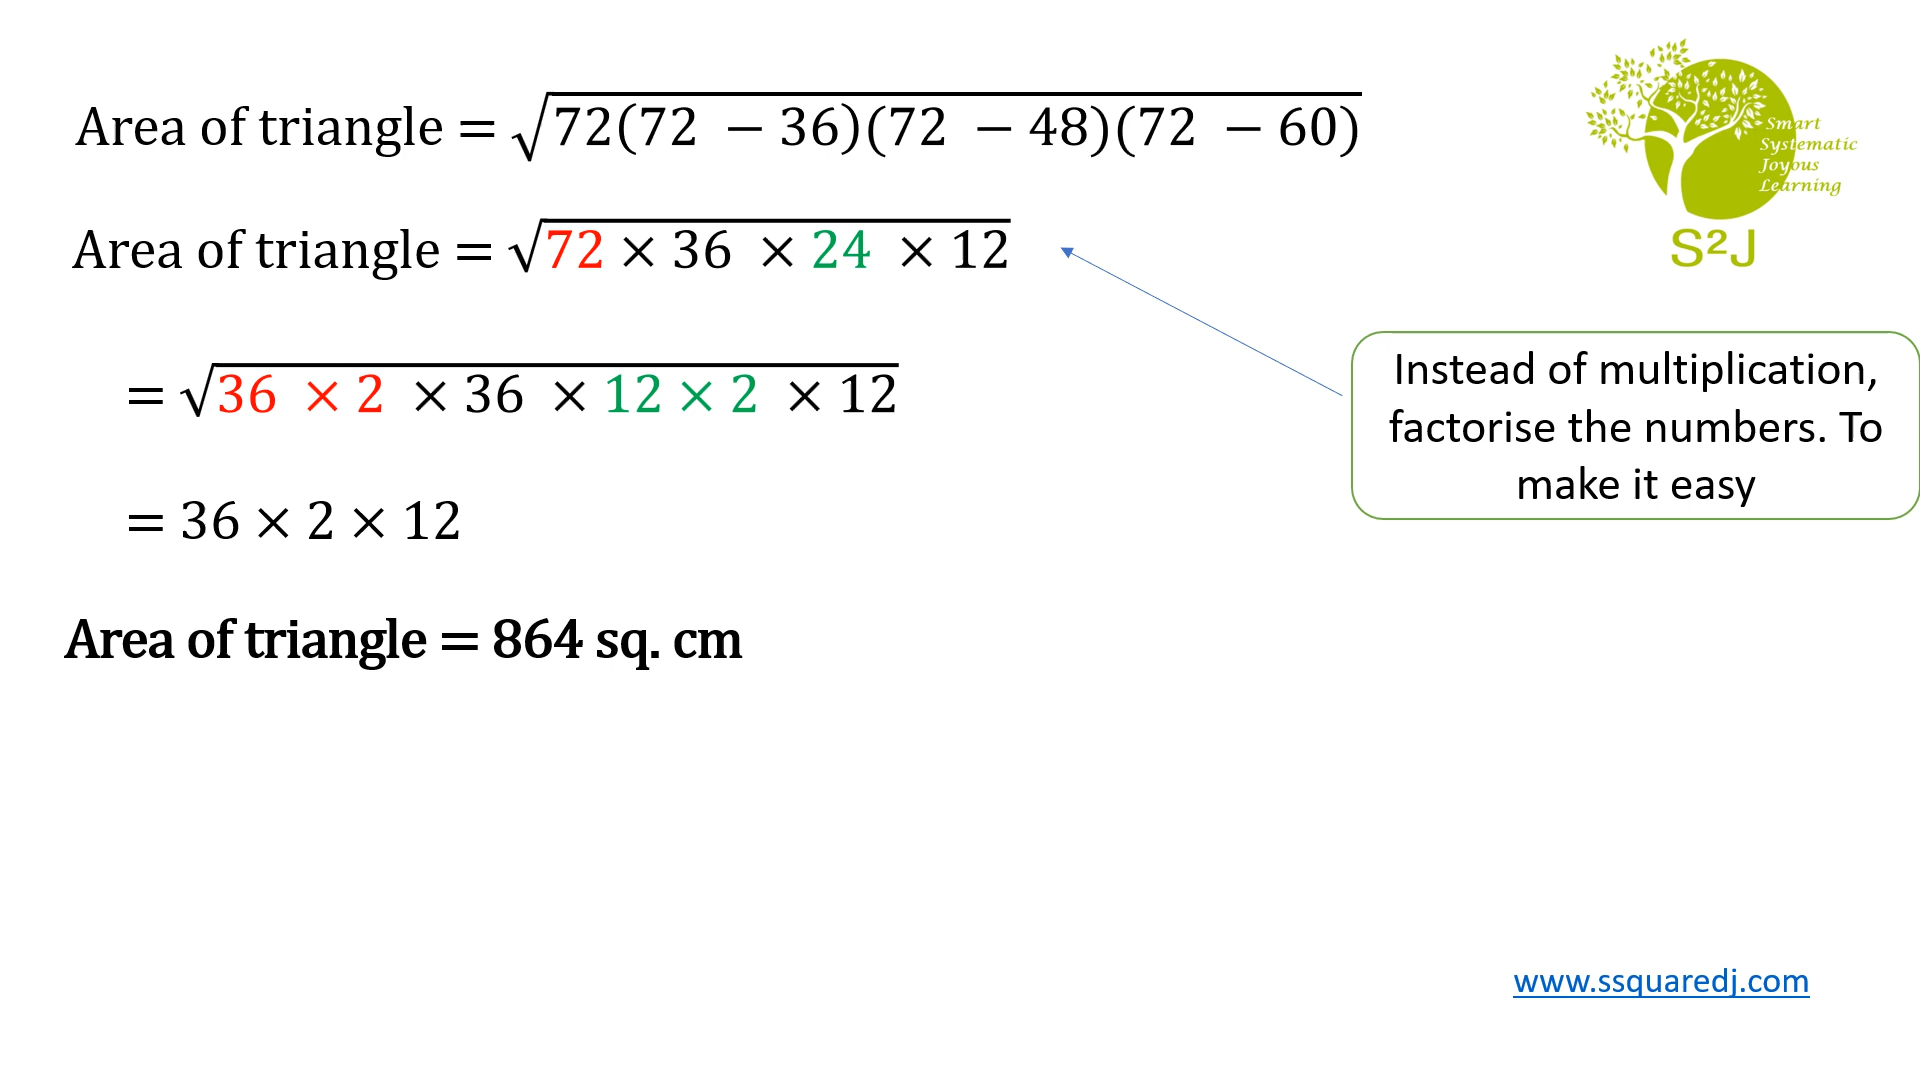 Area of triangle = √72(72 − 36)(72 − 48)(72 − 60)
Smart
Systematic
Joyous
Learning
S²J
Area of triangle = √72 × 36 × 24 × 12
Instead of multiplication,
factorise the numbers. To
make it easy
= √36 × 2 × 36 × 12 × 2 × 12
= 36 × 2 × 12
Area of triangle = 864 sq. cm
www.ssquaredj.com